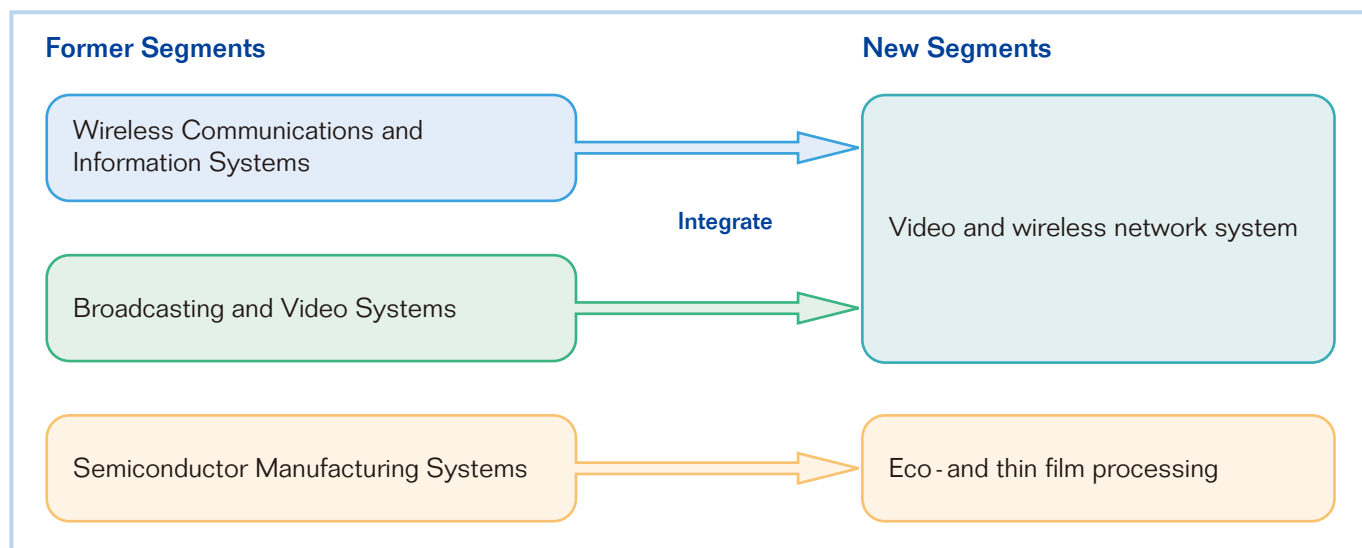 Former Segments
New Segments
Wireless Communications and
Information Systems
Integrate
Video and wireless network system
Broadcasting and Video Systems
Semiconductor Manufacturing Systems
Eco-and thin film processing